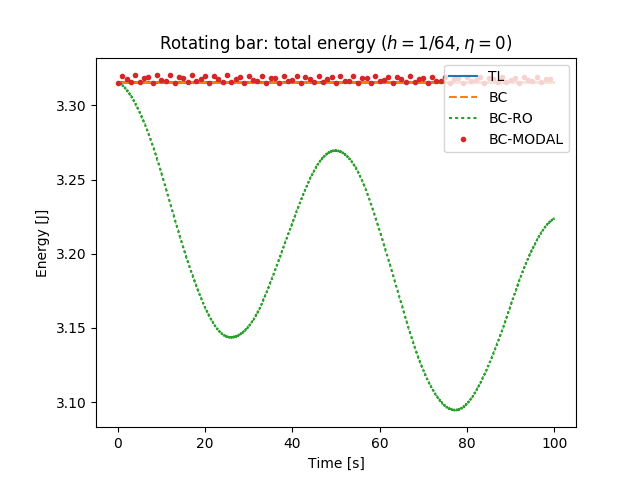 Rotating bar: total energy (h = 1/64, η = 0)
TL
BC
BC-RO
BC-MODAL
Energy [J]
3.30
3.25
3.20
3.15
3.10
0 20 40 60 80 100
Time [s]